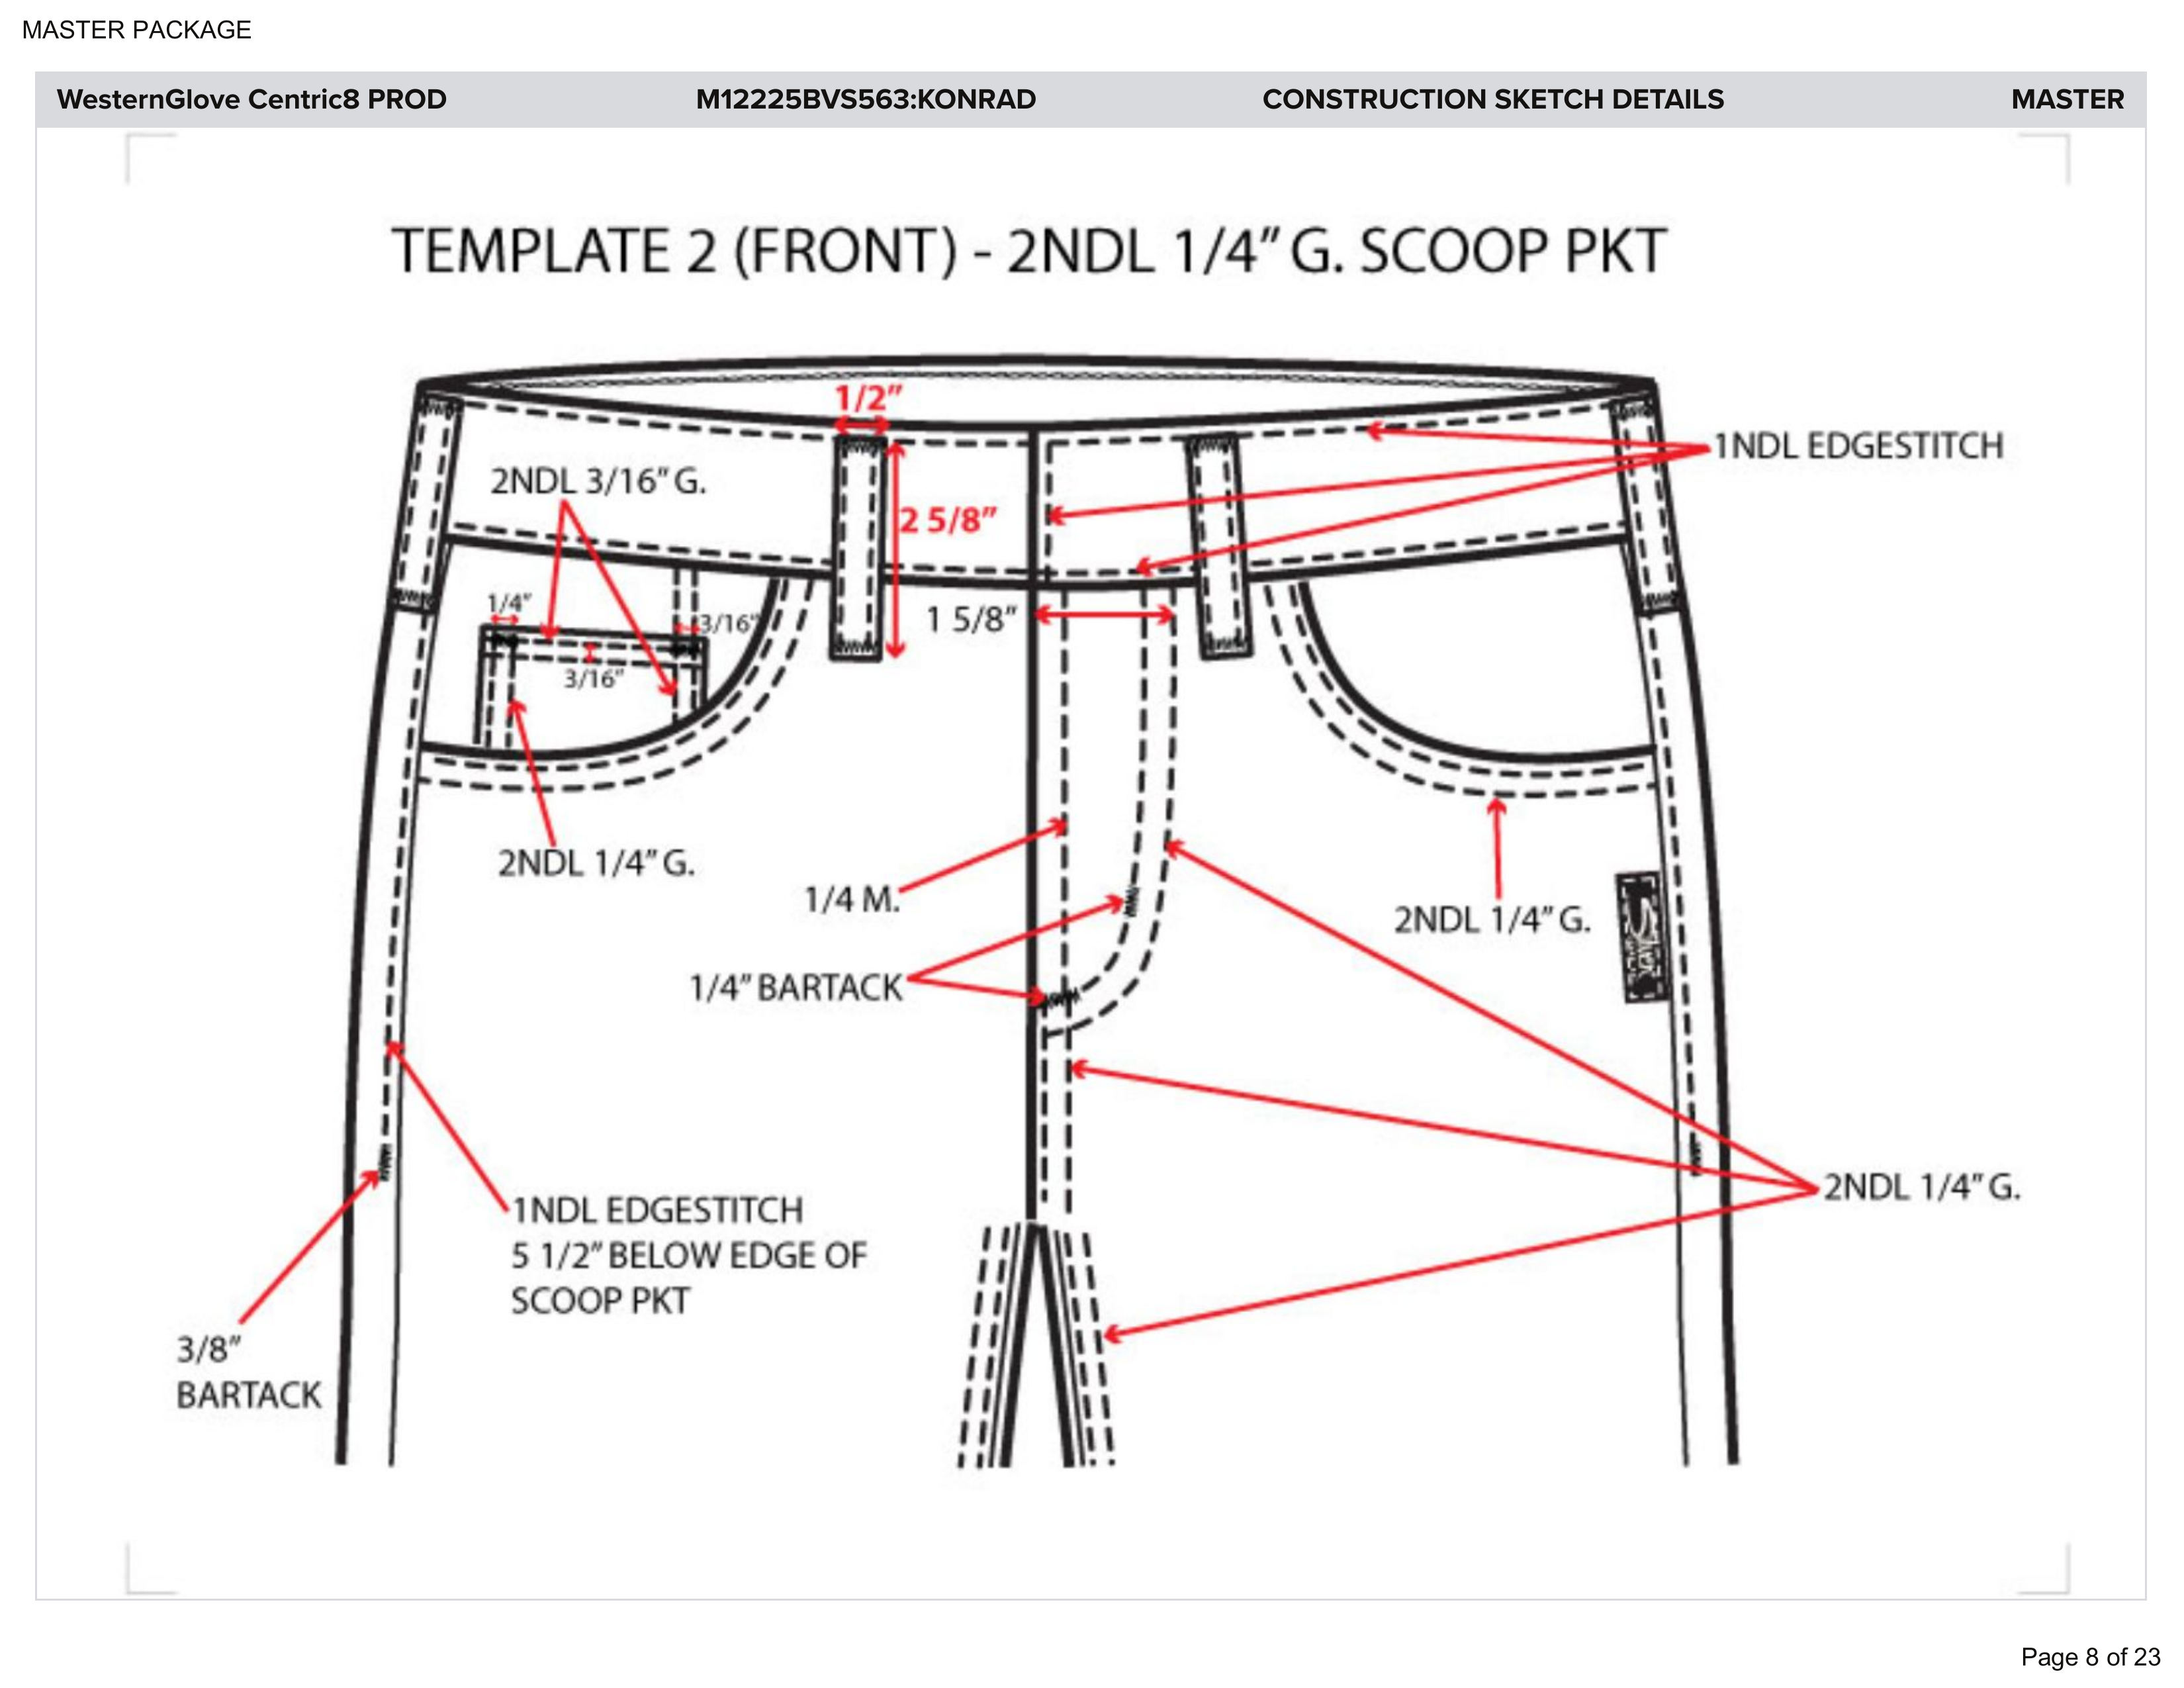 MASTER PACKAGE
WesternGlove Centric8 PROD
M12225BVS563:KONRAD
CONSTRUCTION SKETCH DETAILS
MASTER
TEMPLATE 2 (FRONT) - 2NDL 1/4" G. SCOOP PKT
1/2"
1NDL EDGESTITCH
2NDL 3/16" G.
2 5/8"
1/4"
3/16"
1 5/8"
3/16"
2NDL 1/4" G.
1/4 M.
2NDL 1/4" G.
1/4" BARTACK
2NDL 1/4" G.
1NDL EDGESTITCH
5 1/2" BELOW EDGE OF
SCOOP PKT
3/8"
BARTACK
Page 8 of 23